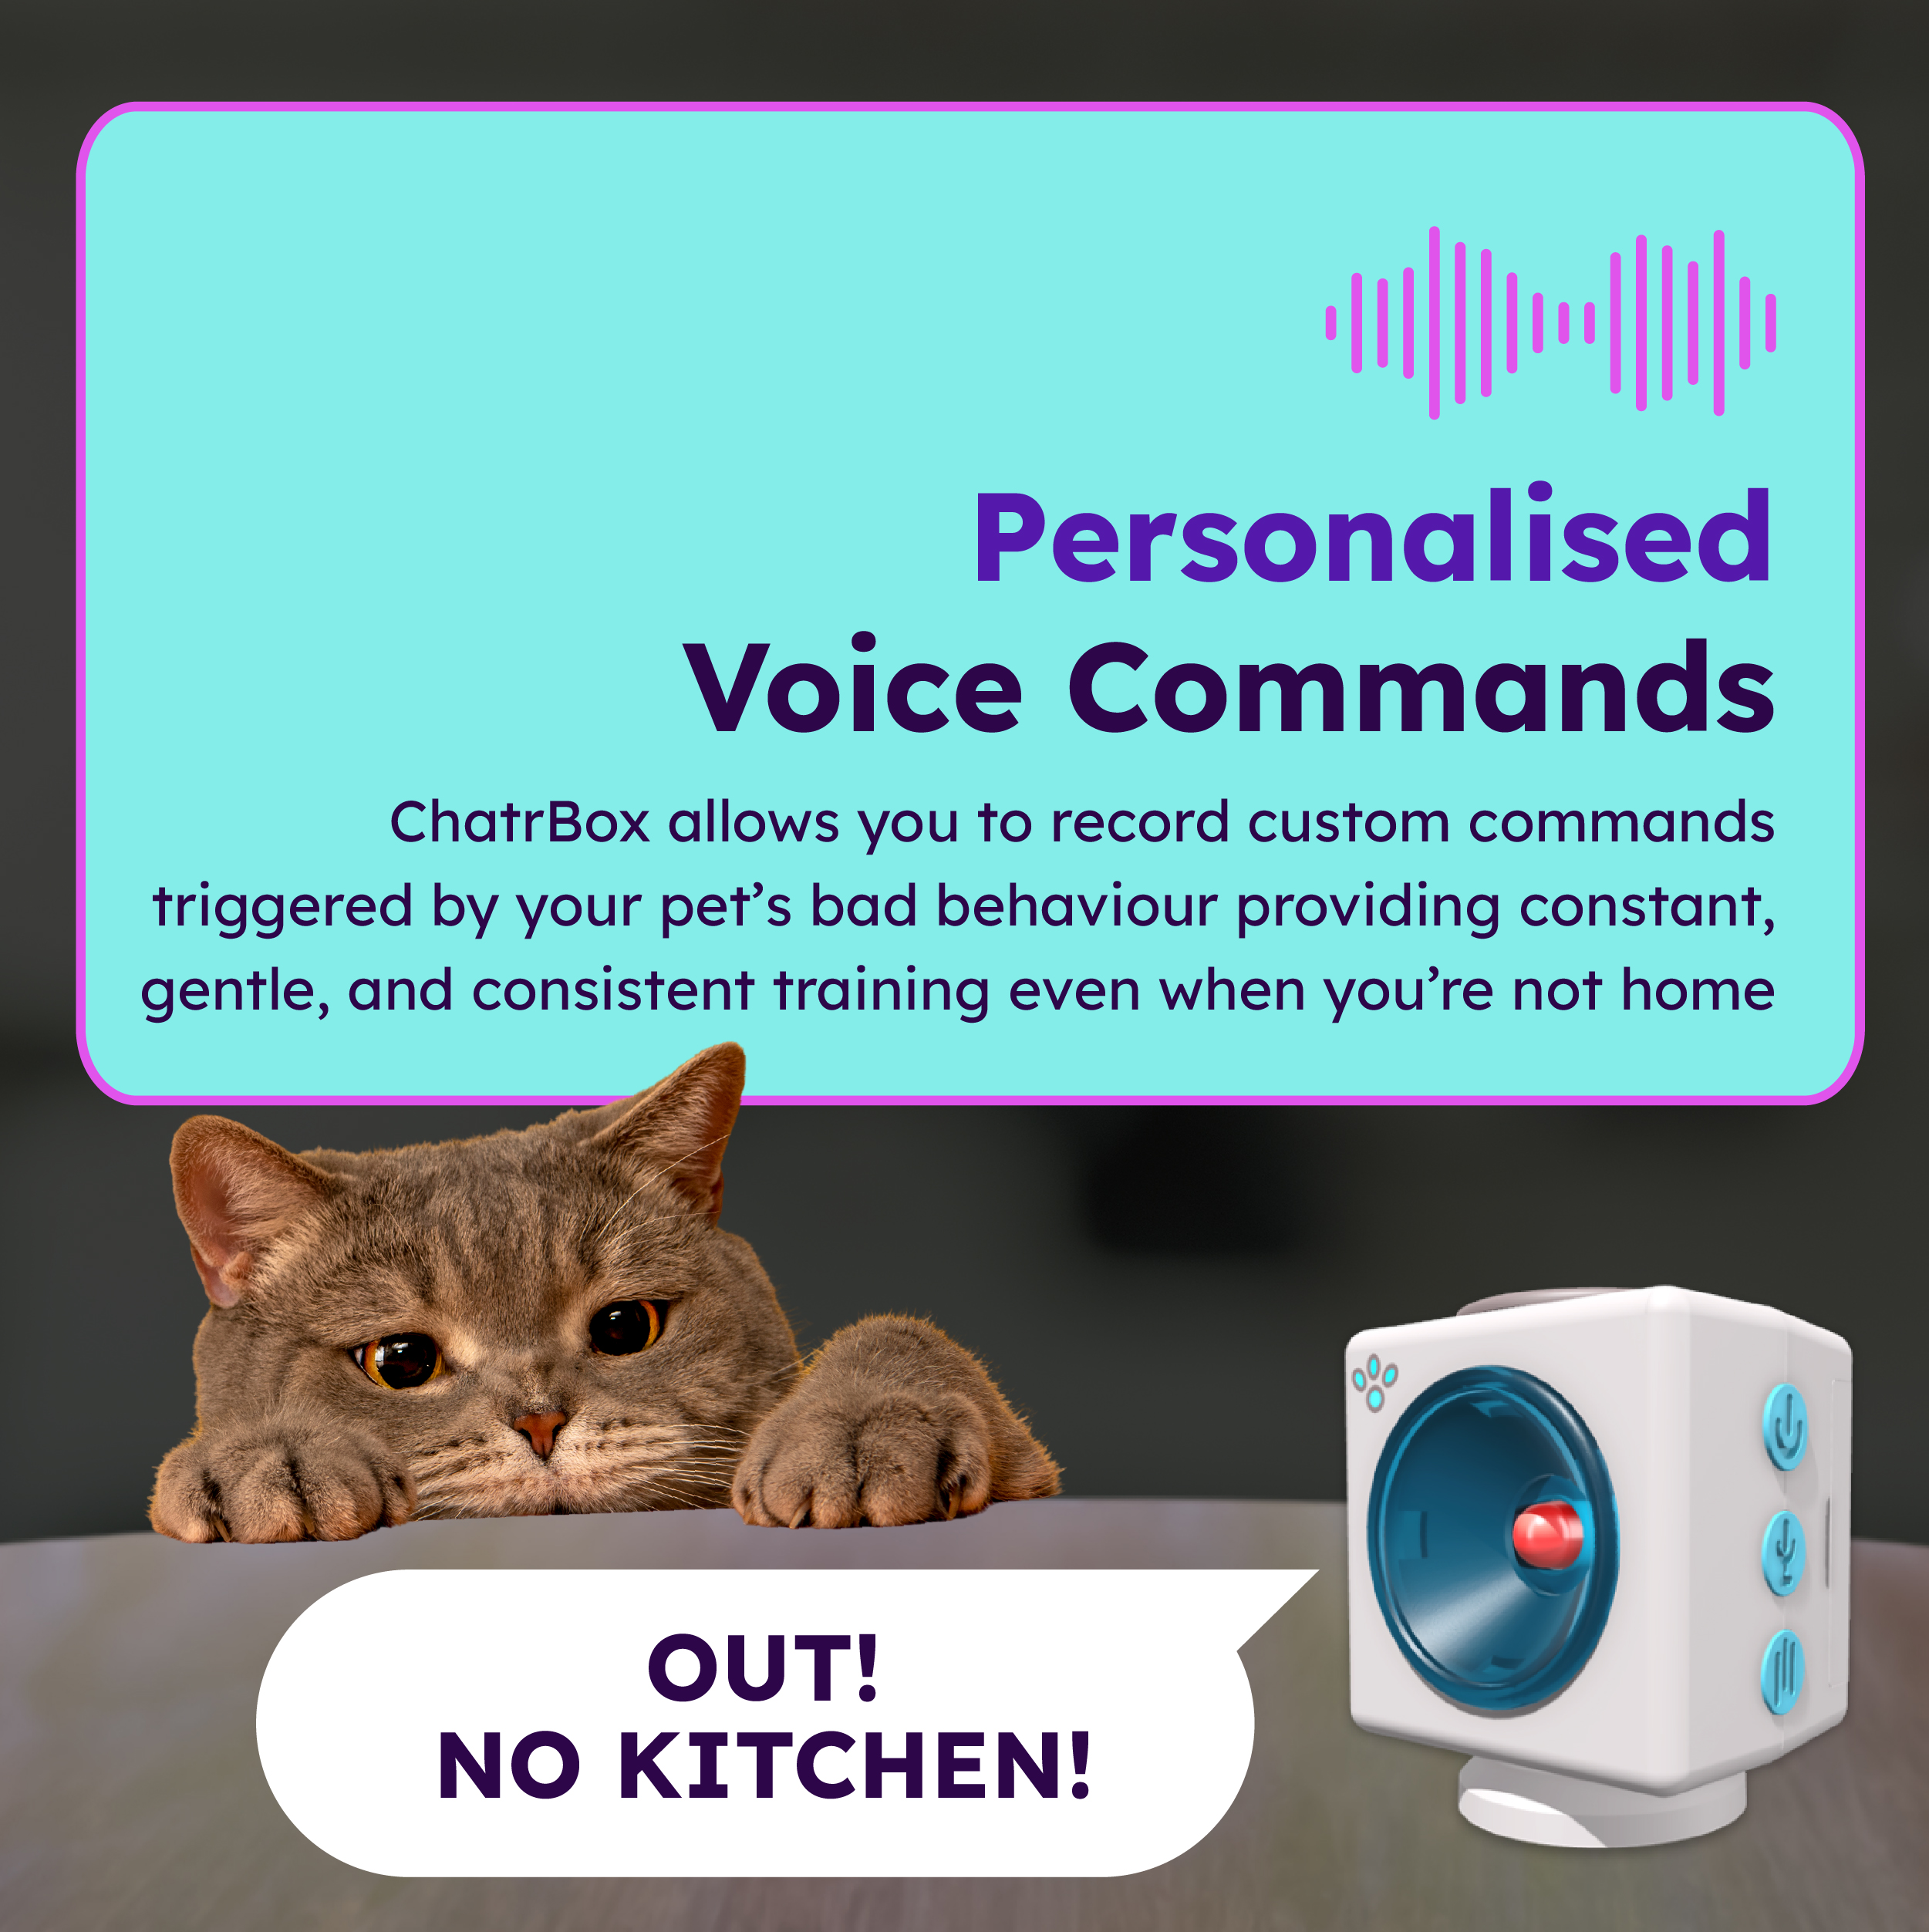 Personalised
Voice Commands
ChatrBox allows you to record custom commands
triggered by your pet’s bad behaviour providing constant,
gentle, and consistent training even when you’re not home
OUT!
NO KITCHEN!